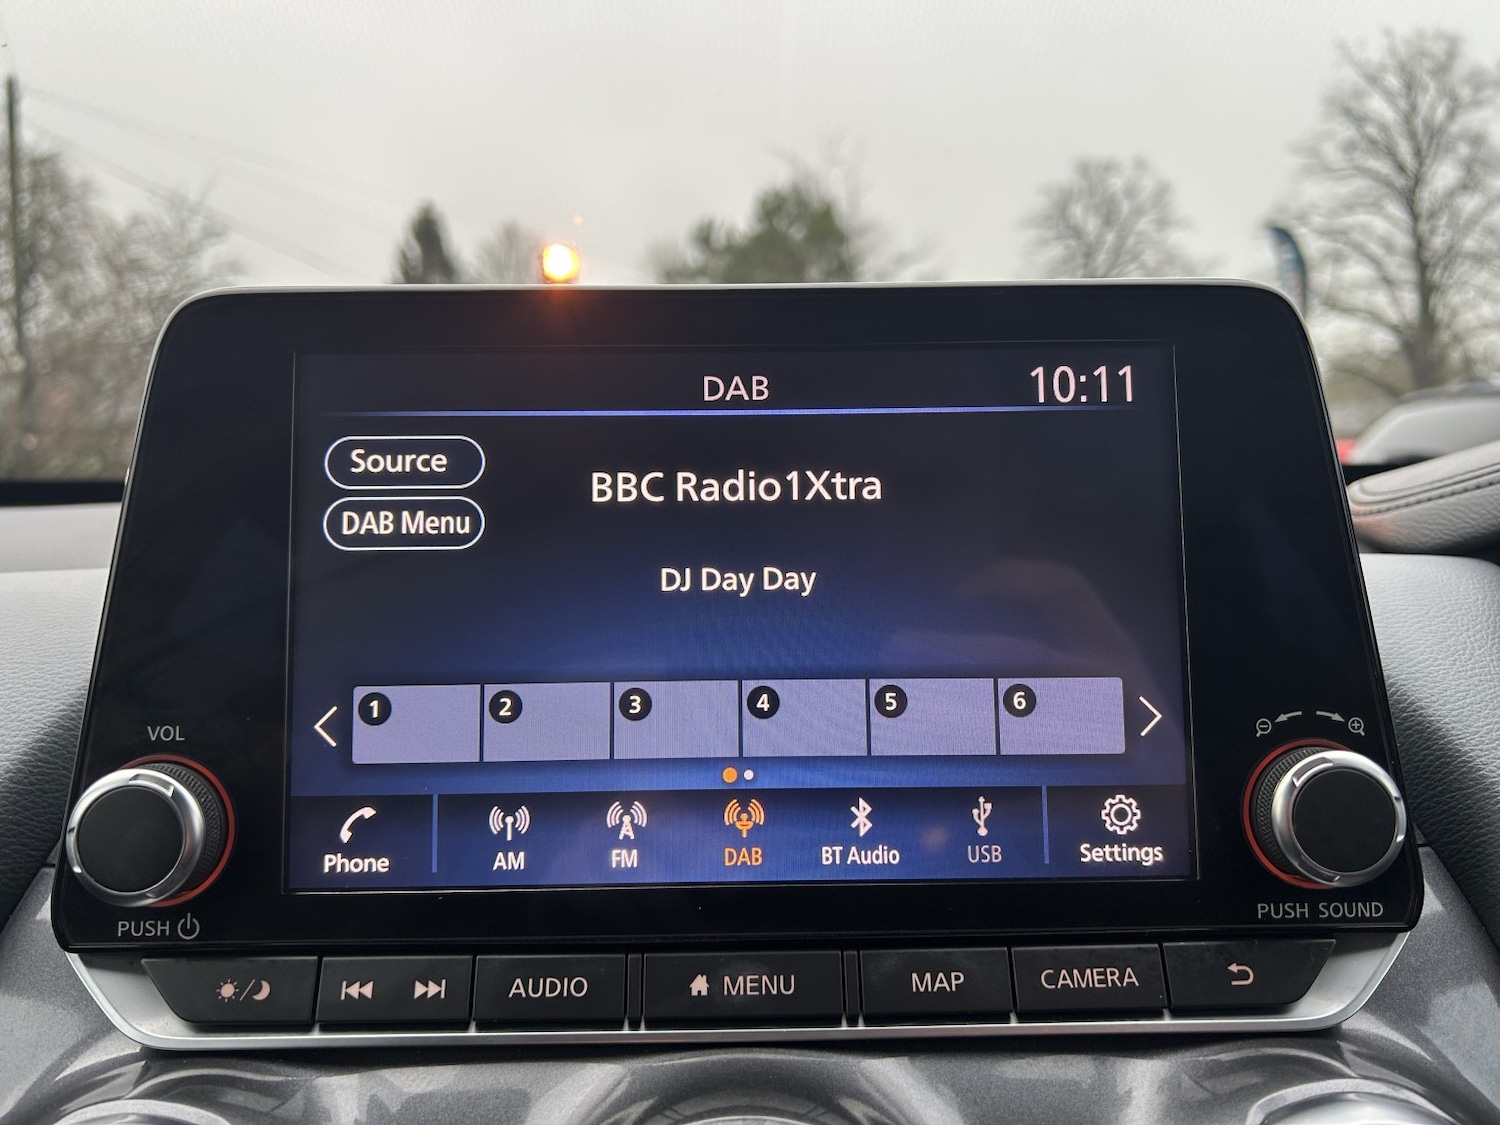 DAB
10:11
Source
BBC Radio1Xtra
DAB Menu
DJ Day Day
1 2 3 4 5 6
Phone AM FM DAB BT Audio USB Settings
VOL
PUSH
PUSH SOUND
AUDIO MENU MAP CAMERA